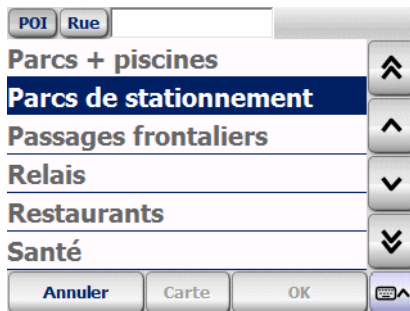 POI Rue
Parcs + piscines
Parcs de stationnement
Passages frontaliers
Relais
Restaurants
Santé
Annuler Carte OK